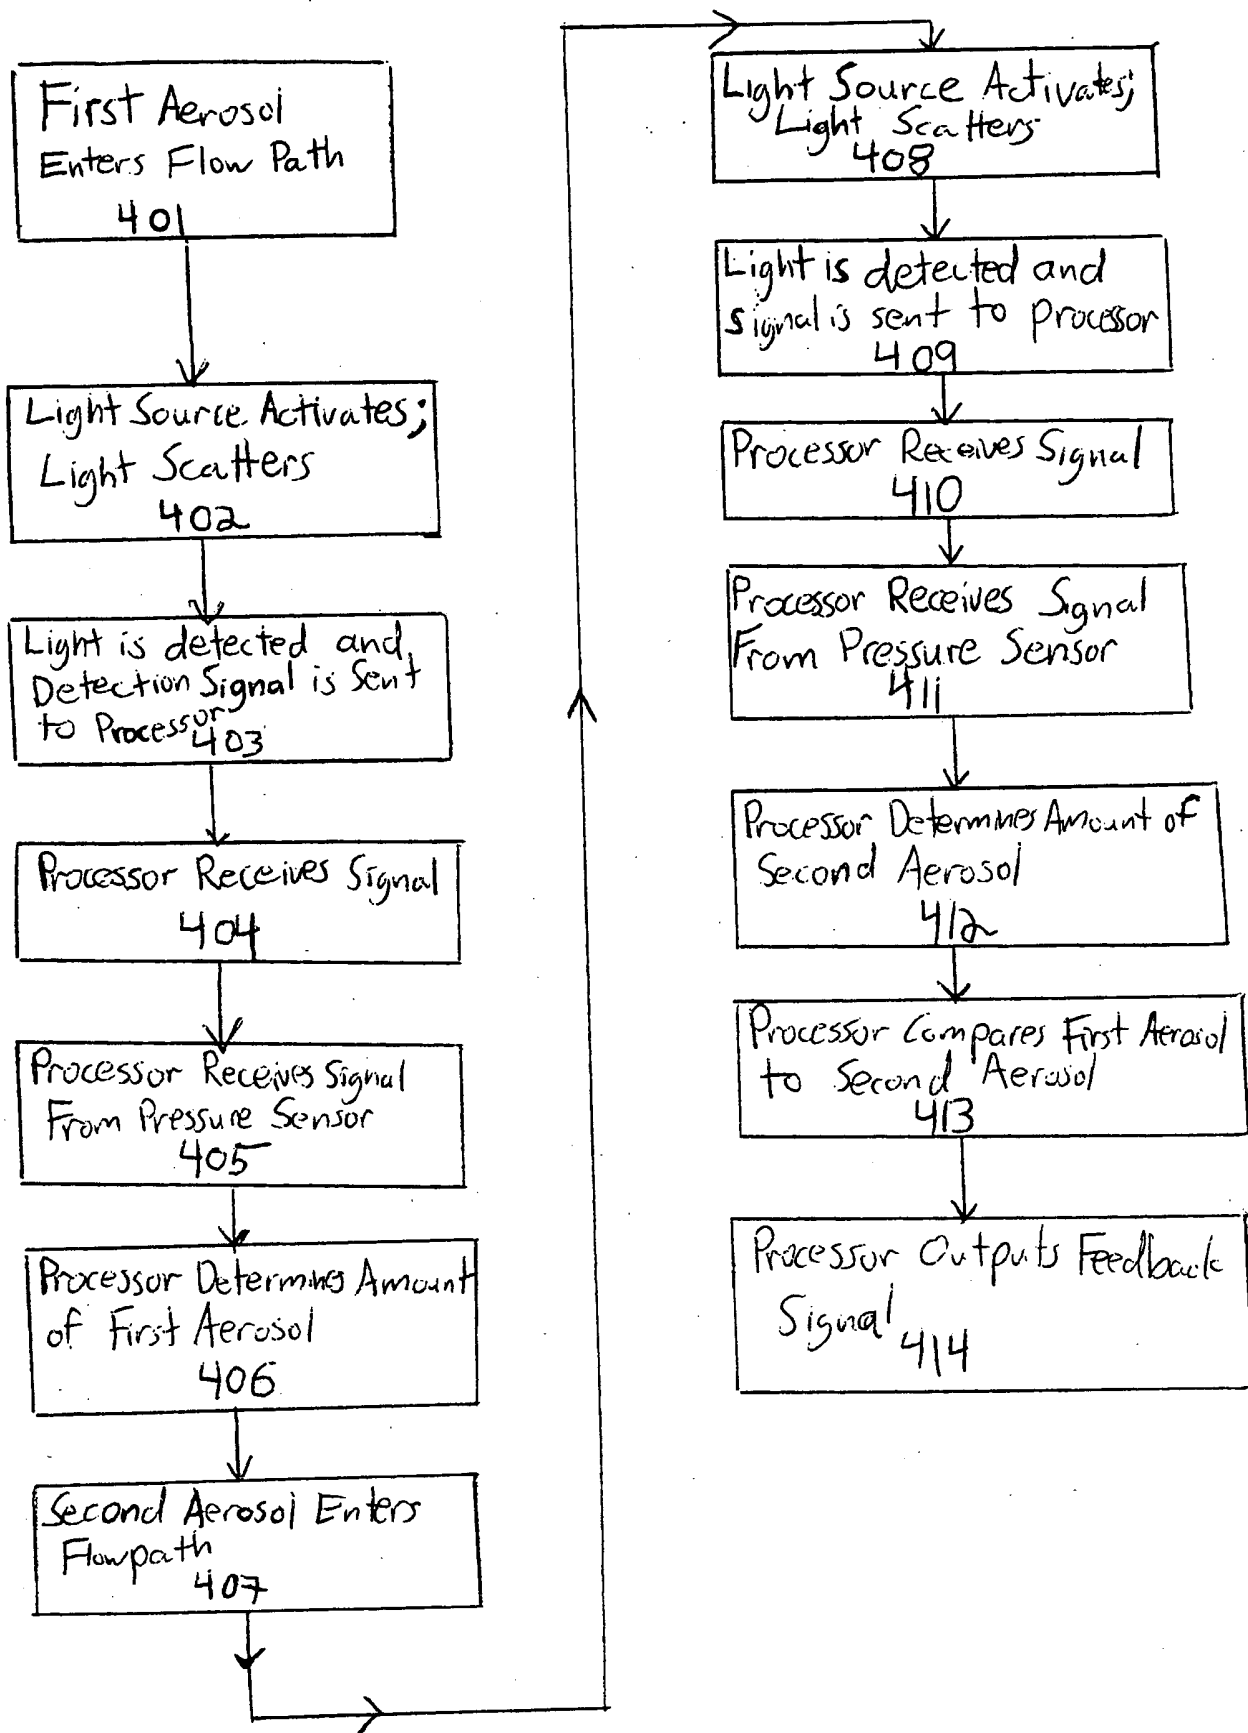 First Aerosol
Enters Flow Path
401
Light Source Activates;
Light Scatters
402
Light is detected and
Detection Signal is Sent
to Processor
403
Processor Receives Signal
404
Processor Receives Signal
From Pressure Sensor
405
Processor Determines Amount
of First Aerosol
406
Second Aerosol Enters
Flowpath
407
Light Source Activates;
Light Scatters
408
Light is detected and
signal is sent to processor
409
Processor Receives Signal
410
Processor Receives Signal
From Pressure Sensor
411
Processor Determines Amount of
Second Aerosol
412
Processor Compares First Aerosol
to Second Aerosol
413
Processor Outputs Feedback
Signal
414